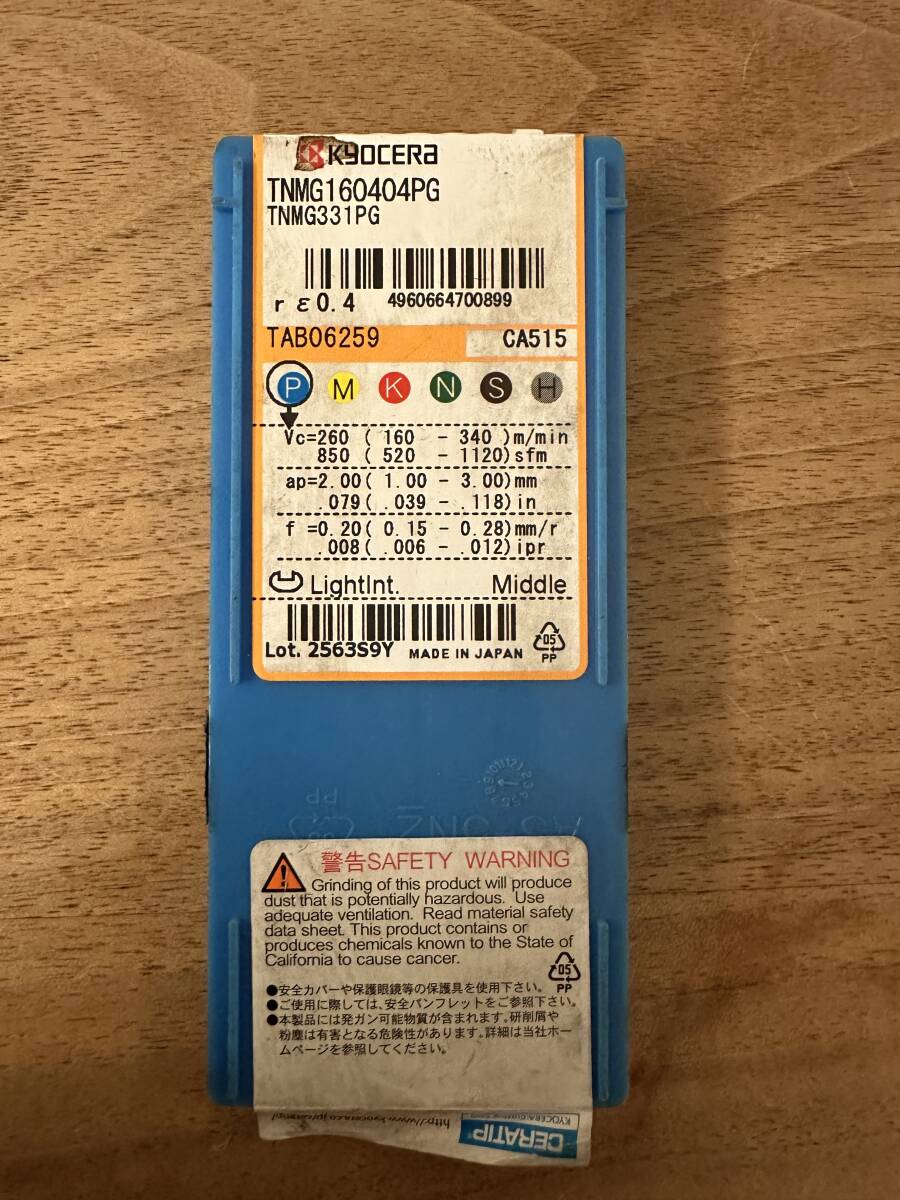 KYOCERA
TNMG160404PG
TNMG331PG
rε0.4 4960664700899
TAB06259 CA515
P M K N S H
Vc=260 ( 160 - 340 )m/min
850 ( 520 - 1120)sfm
ap=2.00( 1.00 - 3.00)mm
.079( .039 - .118)in
f =0.20( 0.15 - 0.28)mm/r
.008( .006 - .012)ipr
LightInt. Middle
Lot. 2563S9Y MADE IN JAPAN 05
PP
PP
警告SAFETY WARNING
Grinding of this product will produce
dust that is potentially hazardous. Use
adequate ventilation. Read material safety
data sheet. This product contains or
produces chemicals known to the State of
California to cause cancer.
05
PP
●安全カバーや保護眼鏡等の保護具を使用下さい。
●ご使用に際しては、安全パンフレットをご参照下さい。
●本製品には発ガン可能物質が含まれます。研削屑や
粉塵は有害となる危険性があります。詳細は当社ホー
ムページを参照してください。
CERATIP